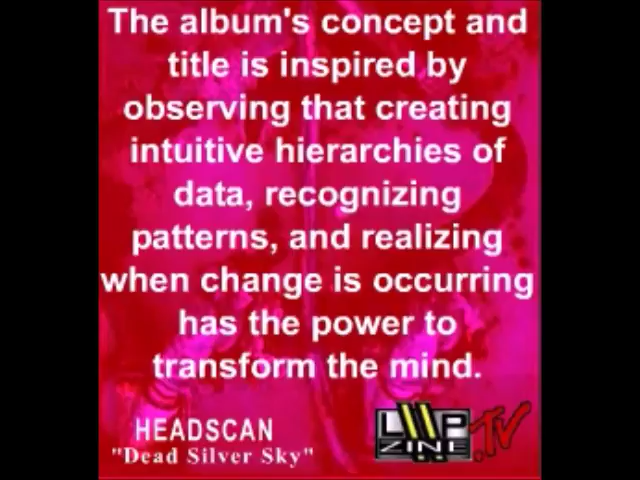 The album's concept and
title is inspired by
observing that creating
intuitive hierarchies of
data, recognizing
patterns, and realizing
when change is occurring
has the power to
transform the mind.
HEADSCAN
"Dead Silver Sky"
L P
ZINE .TV